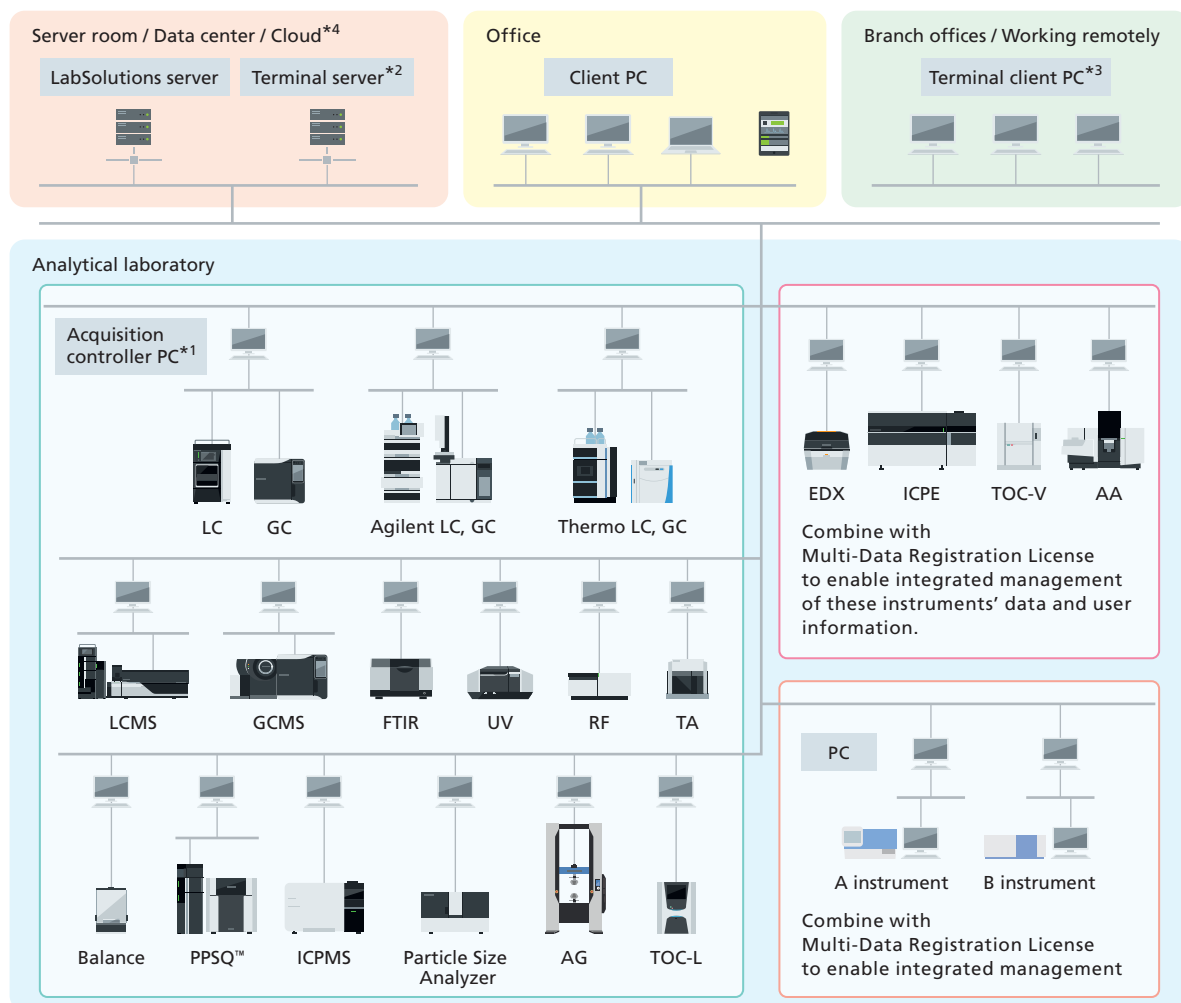 Server room / Data center / Cloud*4
LabSolutions server
Terminal server*2
Office
Client PC
Branch offices / Working remotely
Terminal client PC*3
Analytical laboratory
Acquisition
controller PC*1
LC
GC
Agilent LC, GC
Thermo LC, GC
EDX
ICPE
TOC-V
AA
Combine with
Multi-Data Registration License
to enable integrated management
of these instruments’ data and user
information.
LCMS
GCMS
FTIR
UV
RF
TA
PC
A instrument
B instrument
Combine with
Multi-Data Registration License
to enable integrated management
Balance
PPSQ™
ICPMS
Particle Size
Analyzer
AG
TOC-L